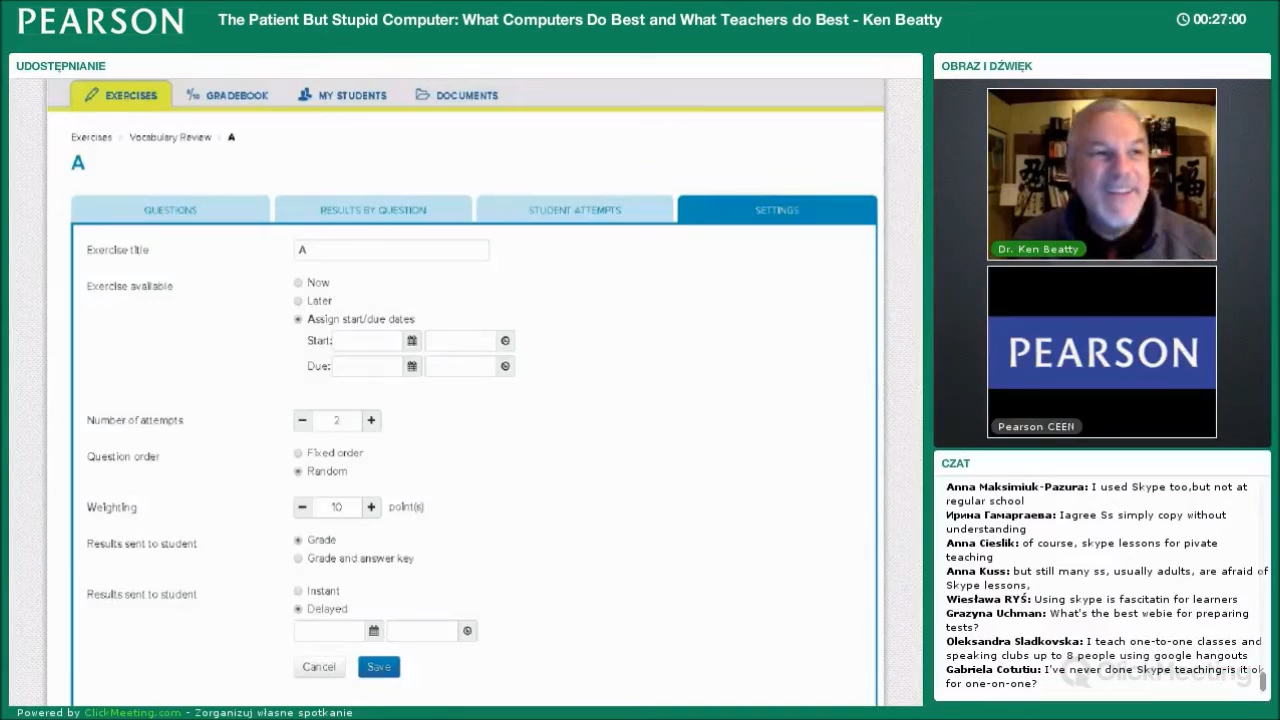 PEARSON
The Patient But Stupid Computer: What Computers Do Best and What Teachers do Best - Ken Beatty
00:27:00
UDOSTĘPNIANIE
EXERCISES
GRADEBOOK
MY STUDENTS
DOCUMENTS
Exercises
Vocabulary Review
A
A
QUESTIONS
RESULTS BY QUESTION
STUDENT ATTEMPTS
SETTINGS
Exercise title
A
Exercise available
Now
Later
Assign start/due dates
Start:
Due:
Number of attempts
2
Question order
Fixed order
Random
Weighting
10
point(s)
Results sent to student
Grade
Grade and answer key
Results sent to student
Instant
Delayed
Cancel
Save
OBRAZ I DŹWIĘK
福
Dr. Ken Beatty
PEARSON
Pearson CEEN
CZAT
Anna Maksimiuk-Pazura: I used Skype too,but not at
regular school
Ирина Гамаргаева: Iagree Ss simply copy without
understanding
Anna Cieslik: of course, skype lessons for pivate
teaching
Anna Kuss: but still many ss, usually adults, are afraid of
Skype lessons,
Wiesława RYŚ: Using skype is fascitatin for learners
Grazyna Uchman: What's the best webie for preparing
tests?
Oleksandra Sladkovska: I teach one-to-one classes and
speaking clubs up to 8 people using google hangouts
Gabriela Cotutiu: I've never done Skype teaching-is it ok
for one-on-one?
ClickMeeting
Powered by ClickMeeting.com - Zorganizuj własne spotkanie